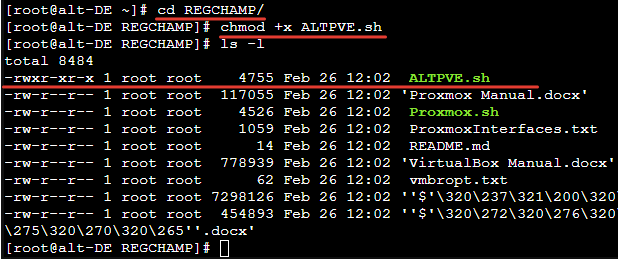 [root@alt-DE ~]# cd REGCHAMP/
[root@alt-DE REGCHAMP]# chmod +x ALTPVE.sh
[root@alt-DE REGCHAMP]# ls -l
total 8484
-rwxr-xr-x 1 root root    4755 Feb 26 12:02  ALTPVE.sh
-rw-r--r-- 1 root root  117055 Feb 26 12:02 'Proxmox Manual.docx'
-rw-r--r-- 1 root root    4526 Feb 26 12:02  Proxmox.sh
-rw-r--r-- 1 root root    1059 Feb 26 12:02  ProxmoxInterfaces.txt
-rw-r--r-- 1 root root      14 Feb 26 12:02  README.md
-rw-r--r-- 1 root root  778939 Feb 26 12:02 'VirtualBox Manual.docx'
-rw-r--r-- 1 root root      62 Feb 26 12:02  vmbropt.txt
-rw-r--r-- 1 root root 7298126 Feb 26 12:02 ''$'\320\237\321\200\320
-rw-r--r-- 1 root root  454893 Feb 26 12:02 ''$'\320\272\320\276\320
\275\320\270\320\265''.docx'
[root@alt-DE REGCHAMP]#